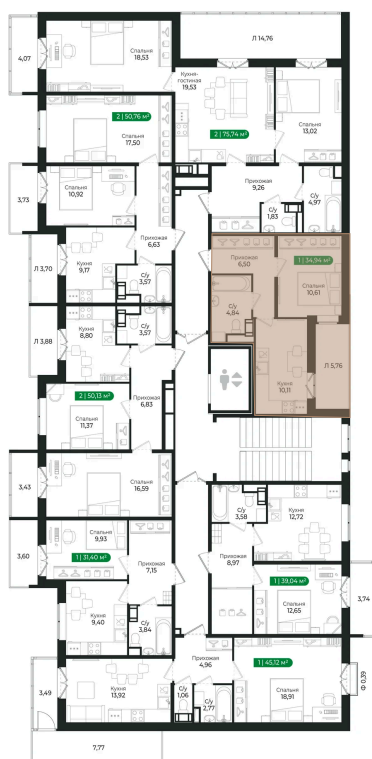 Л 14,76
4,07
Спальня
18,53
Кухня-
гостиная
19,53
2 | 50,76 м²
Спальня
17,50
2 | 75,74 м²
Спальня
13,02
Прихожая
9,26
С/у
1,83
С/у
4,97
3,73
Спальня
10,92
Прихожая
6,63
Кухня
9,17
С/у
3,57
Л 3,70
Прихожая
6,50
1 | 34,94 м²
Спальня
10,61
С/у
4,84
Л 3,88
Кухня
8,80
С/у
3,57
Л 5,76
Кухня
10,11
2 | 50,13 м²
Спальня
11,37
Прихожая
6,83
3,43
Спальня
16,59
3,60
Спальня
9,93
1 | 31,40 м²
Прихожая
7,15
С/у
3,58
Кухня
12,72
Прихожая
8,97
1 | 39,04 м²
Спальня
12,65
3,74
Кухня
9,40
С/у
3,84
Прихожая
4,96
1 | 45,12 м²
Ф 0,39
3,49
Кухня
13,92
С/у
1,06
С/у
2,77
Спальня
18,91
7,77